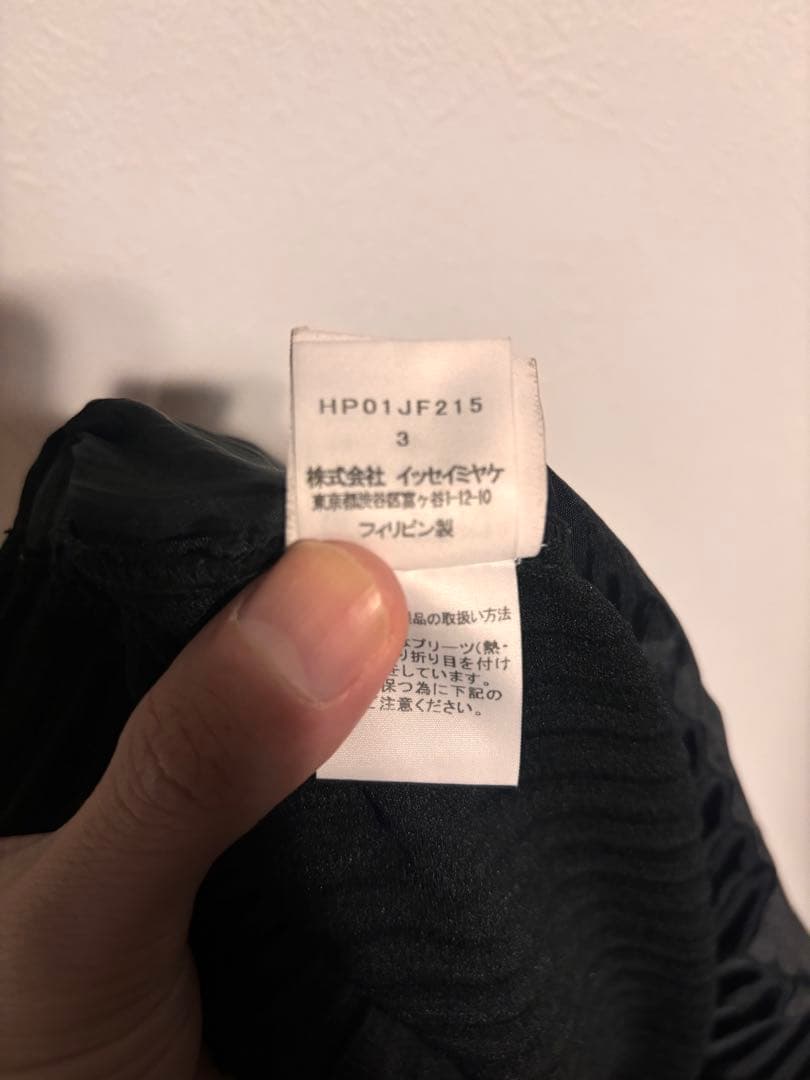 HP01JF215
3
株式会社 イッセイミヤケ
東京都渋谷区富ヶ谷1-12-10
フィリピン製
品の取扱い方法
プリーツ(熱・
り折り目を付け
をしています。
保つ為に下記の
ご注意ください。